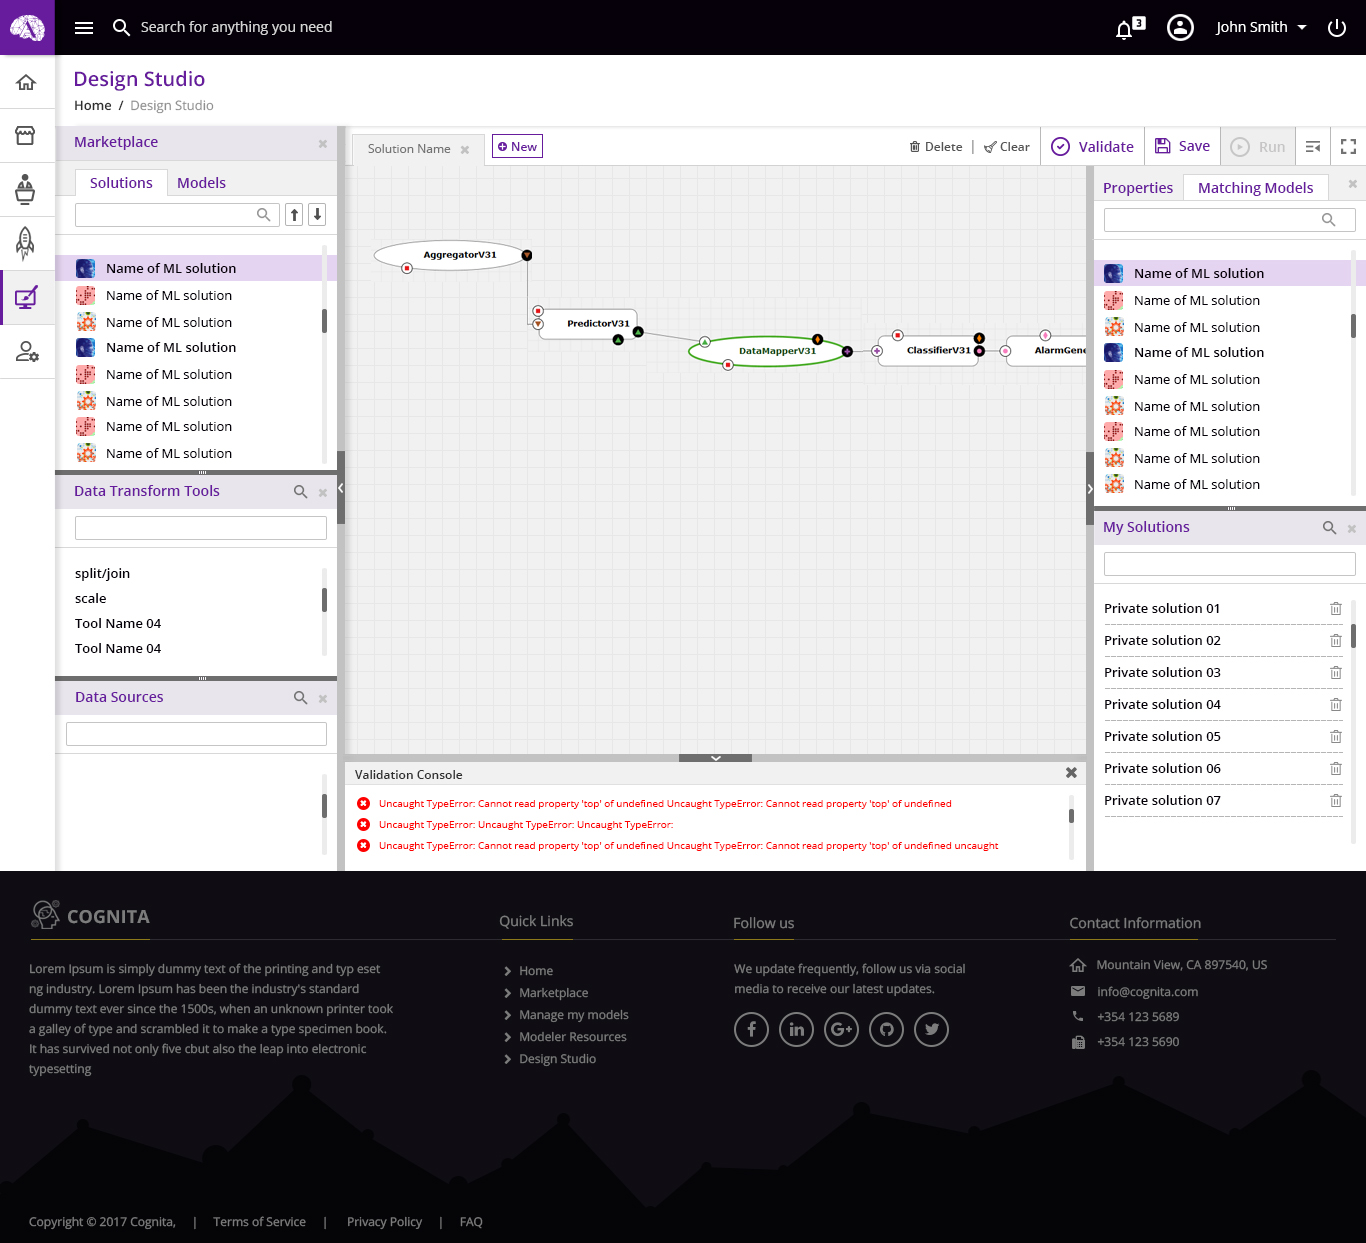 Search for anything you need
3
John Smith
Design Studio
Home / Design Studio
Marketplace
Solutions Models
Name of ML solution
Name of ML solution
Name of ML solution
Name of ML solution
Name of ML solution
Name of ML solution
Name of ML solution
Name of ML solution
Data Transform Tools
split/join
scale
Tool Name 04
Tool Name 04
Data Sources
Solution Name
New
Delete | Clear
Validate
Save
Run
AggregatorV31
PredictorV31
DataMapperV31
ClassifierV31
AlarmGene
Validation Console
Uncaught TypeError: Cannot read property 'top' of undefined Uncaught TypeError: Cannot read property 'top' of undefined
Uncaught TypeError: Uncaught TypeError: Uncaught TypeError:
Uncaught TypeError: Cannot read property 'top' of undefined Uncaught TypeError: Cannot read property 'top' of undefined uncaught
Properties Matching Models
Name of ML solution
Name of ML solution
Name of ML solution
Name of ML solution
Name of ML solution
Name of ML solution
Name of ML solution
Name of ML solution
Name of ML solution
My Solutions
Private solution 01
Private solution 02
Private solution 03
Private solution 04
Private solution 05
Private solution 06
Private solution 07
COGNITA
Lorem Ipsum is simply dummy text of the printing and typ eset
ng industry. Lorem Ipsum has been the industry's standard
dummy text ever since the 1500s, when an unknown printer took
a galley of type and scrambled it to make a type specimen book.
It has survived not only five cbut also the leap into electronic
typesetting
Quick Links
Home
Marketplace
Manage my models
Modeler Resources
Design Studio
Follow us
We update frequently, follow us via social
media to receive our latest updates.
Contact Information
Mountain View, CA 897540, US
info@cognita.com
+354 123 5689
+354 123 5690
Copyright © 2017 Cognita, | Terms of Service | Privacy Policy | FAQ